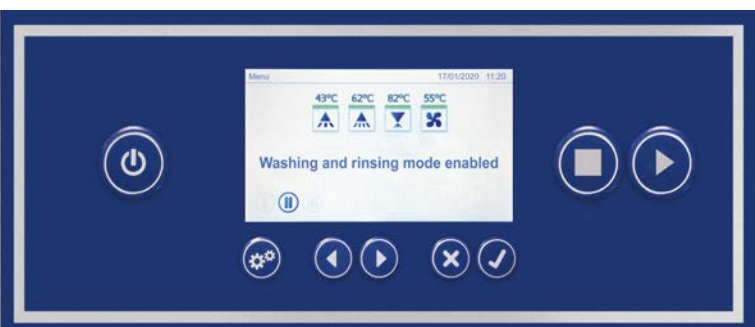 Menu 17/01/2020 11:20
43ºC 62ºC 82ºC 55ºC
Washing and rinsing mode enabled